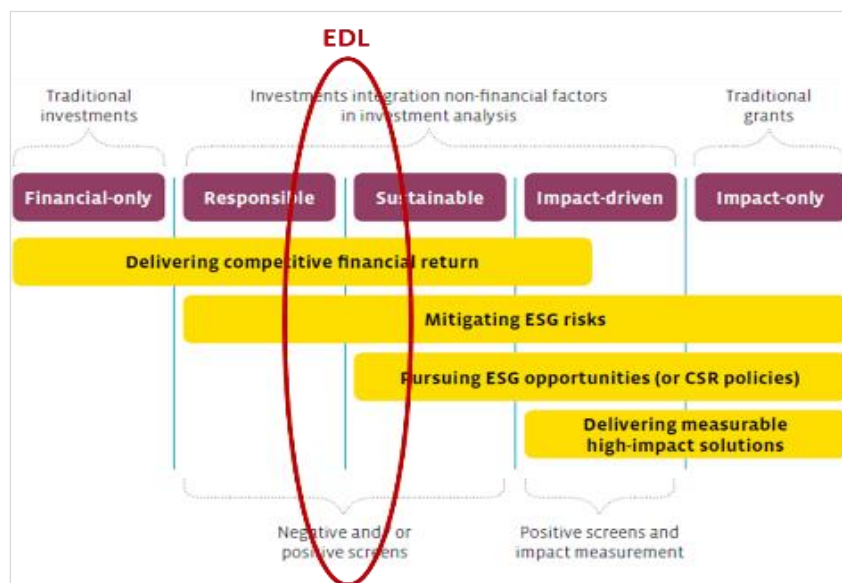 EDL
Traditional
investments
Investments integration non-financial factors
in investment analysis
Traditional
grants
Financial-only
Responsible
Sustainable
Impact-driven
Impact-only
Delivering competitive financial return
Mitigating ESG risks
Pursuing ESG opportunities (or CSR policies)
Delivering measurable
high-impact solutions
Negative and / or
positive screens
Positive screens and
impact measurement